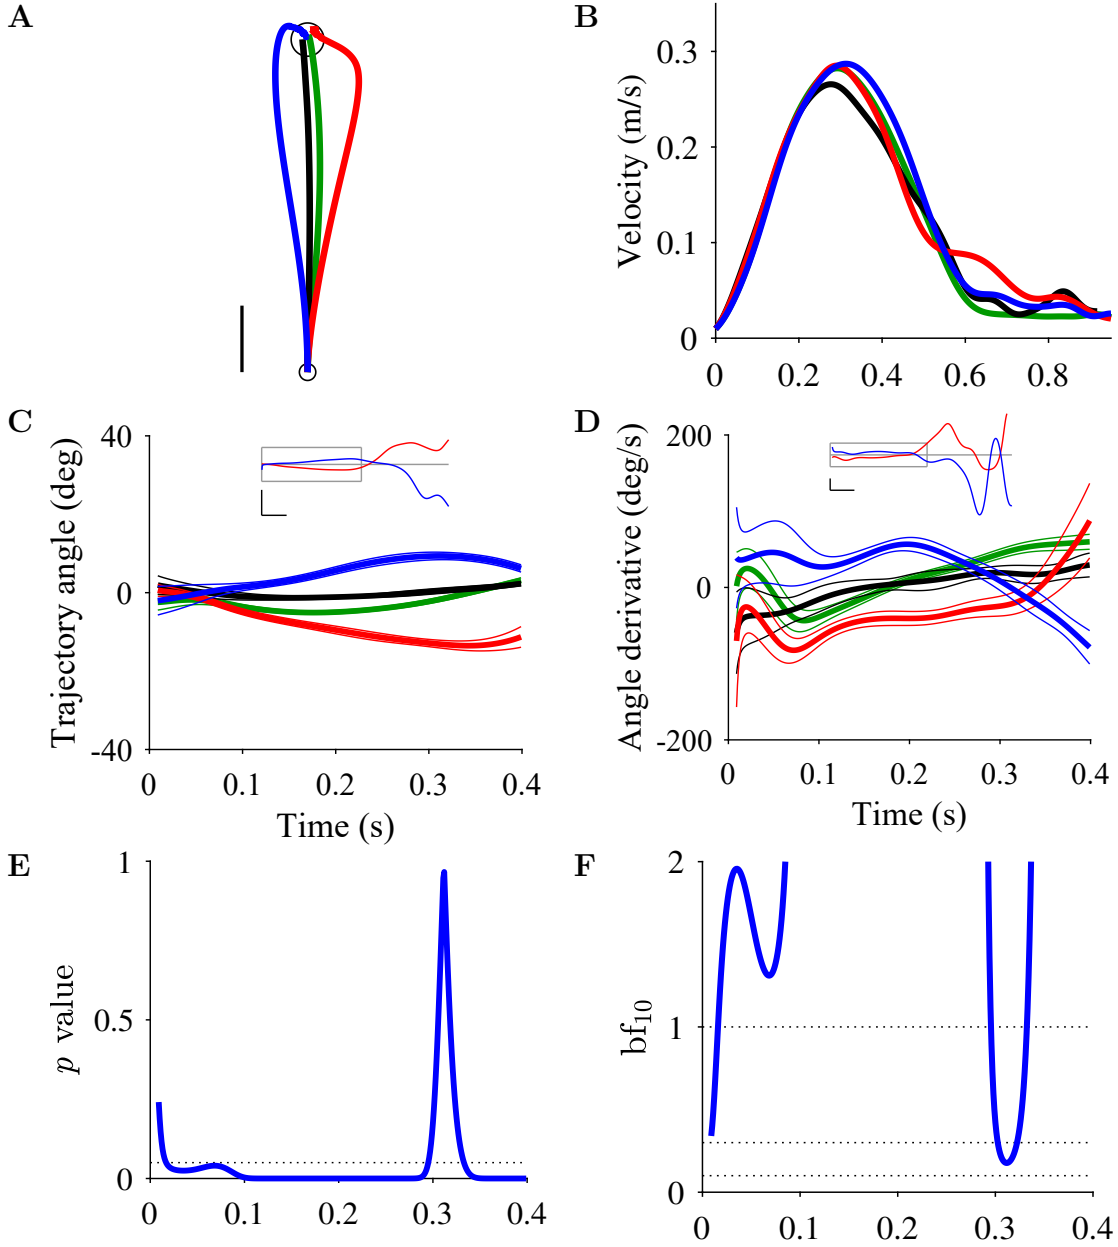 A
B
Velocity (m/s)
0.3
0.2
0.1
0
0 0.2 0.4 0.6 0.8
C
Trajectory angle (deg)
40
0
-40
0 0.1 0.2 0.3 0.4
Time (s)
D
Angle derivative (deg/s)
200
0
-200
0 0.1 0.2 0.3 0.4
Time (s)
E
p value
1
0.5
0
0 0.1 0.2 0.3 0.4
F
bf₁₀
2
1
0
0 0.1 0.2 0.3 0.4